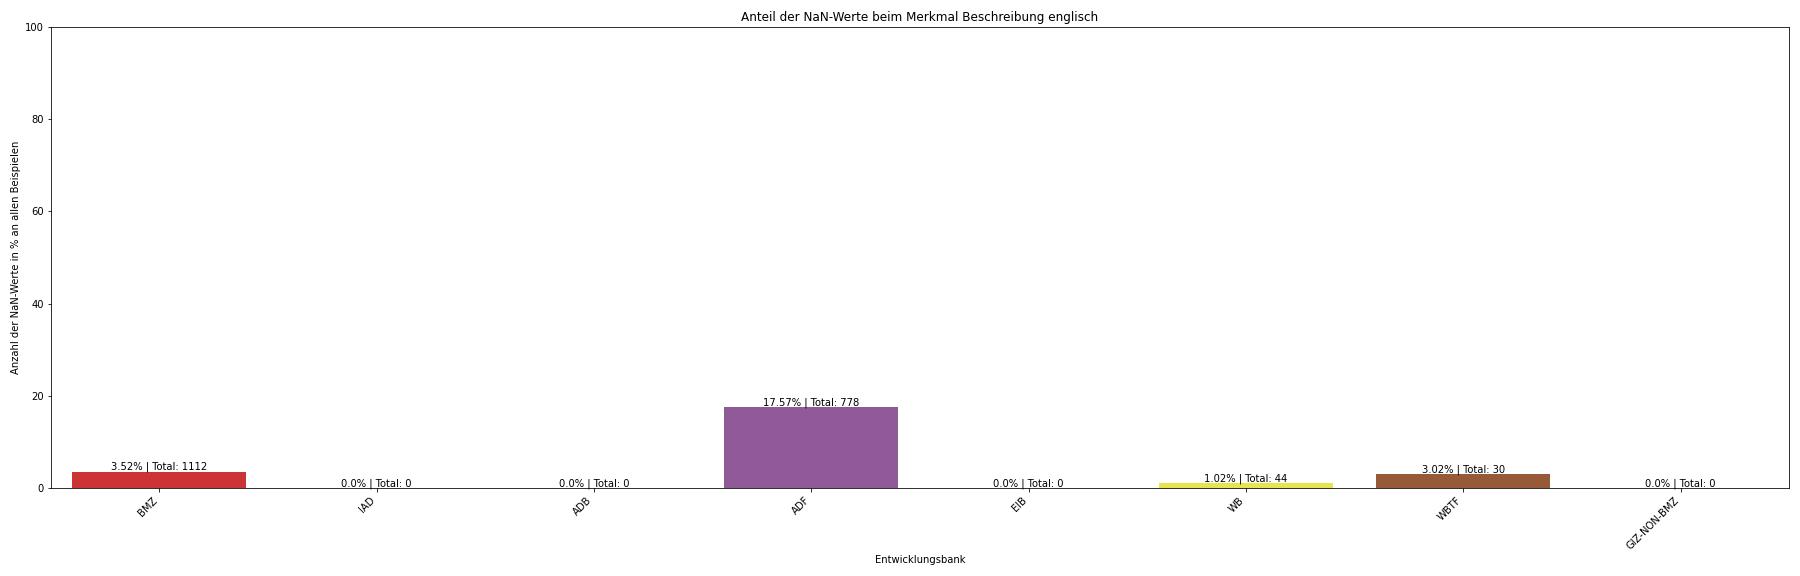 Anteil der NaN-Werte beim Merkmal Beschreibung englisch
100
80
60
40
20
0
Anzahl der NaN-Werte in % an allen Beispielen
3.52% | Total: 1112
0.0% | Total: 0
0.0% | Total: 0
17.57% | Total: 778
0.0% | Total: 0
1.02% | Total: 44
3.02% | Total: 30
0.0% | Total: 0
BMZ
IAD
ADB
ADF
EIB
WB
WBTF
GIZ-NON-BMZ
Entwicklungsbank